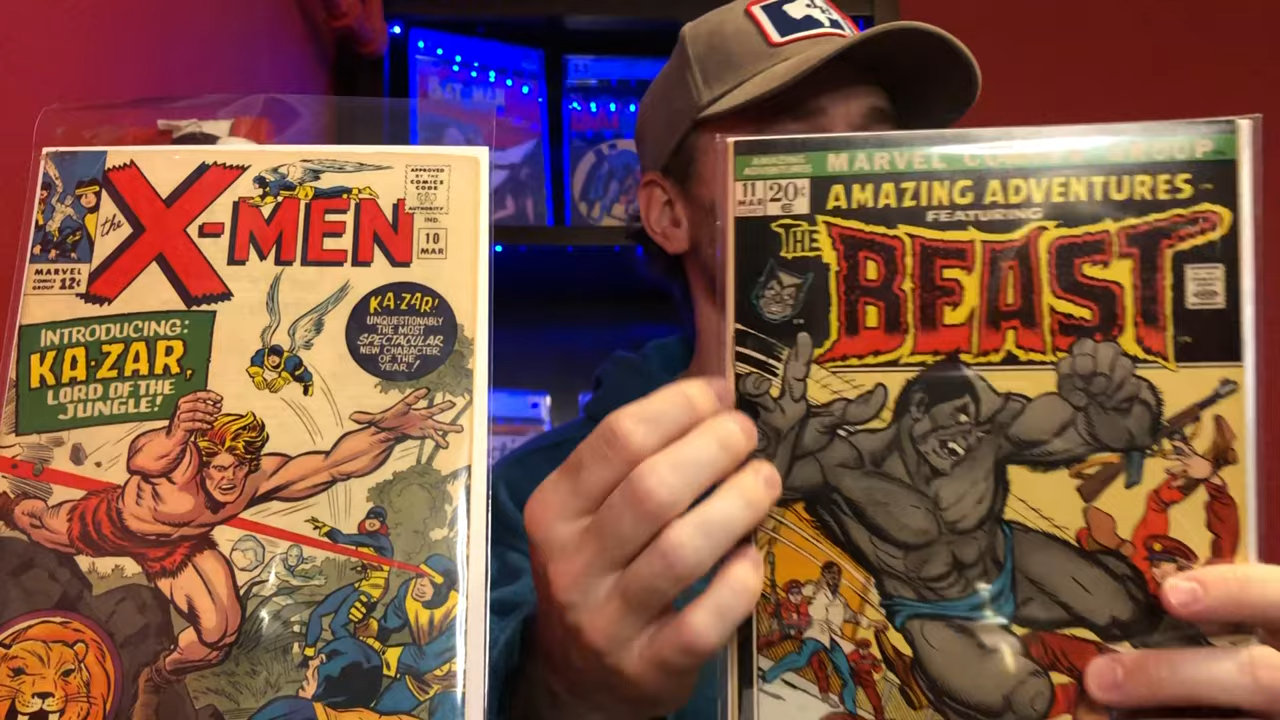 the
X-MEN
APPROVED
BY THE
COMICS
CODE
AUTHORITY
IND.
10
MAR
MARVEL
COMICS
GROUP
12¢
INTRODUCING:
KA-ZAR,
LORD OF THE
JUNGLE!
KA-ZAR!
UNQUESTIONABLY
THE MOST
SPECTACULAR
NEW CHARACTER
OF THE
YEAR!
AMAZING
MARVEL COMICS GROUP
11
MAR
20¢
AMAZING ADVENTURES
FEATURING
THE
BEAST